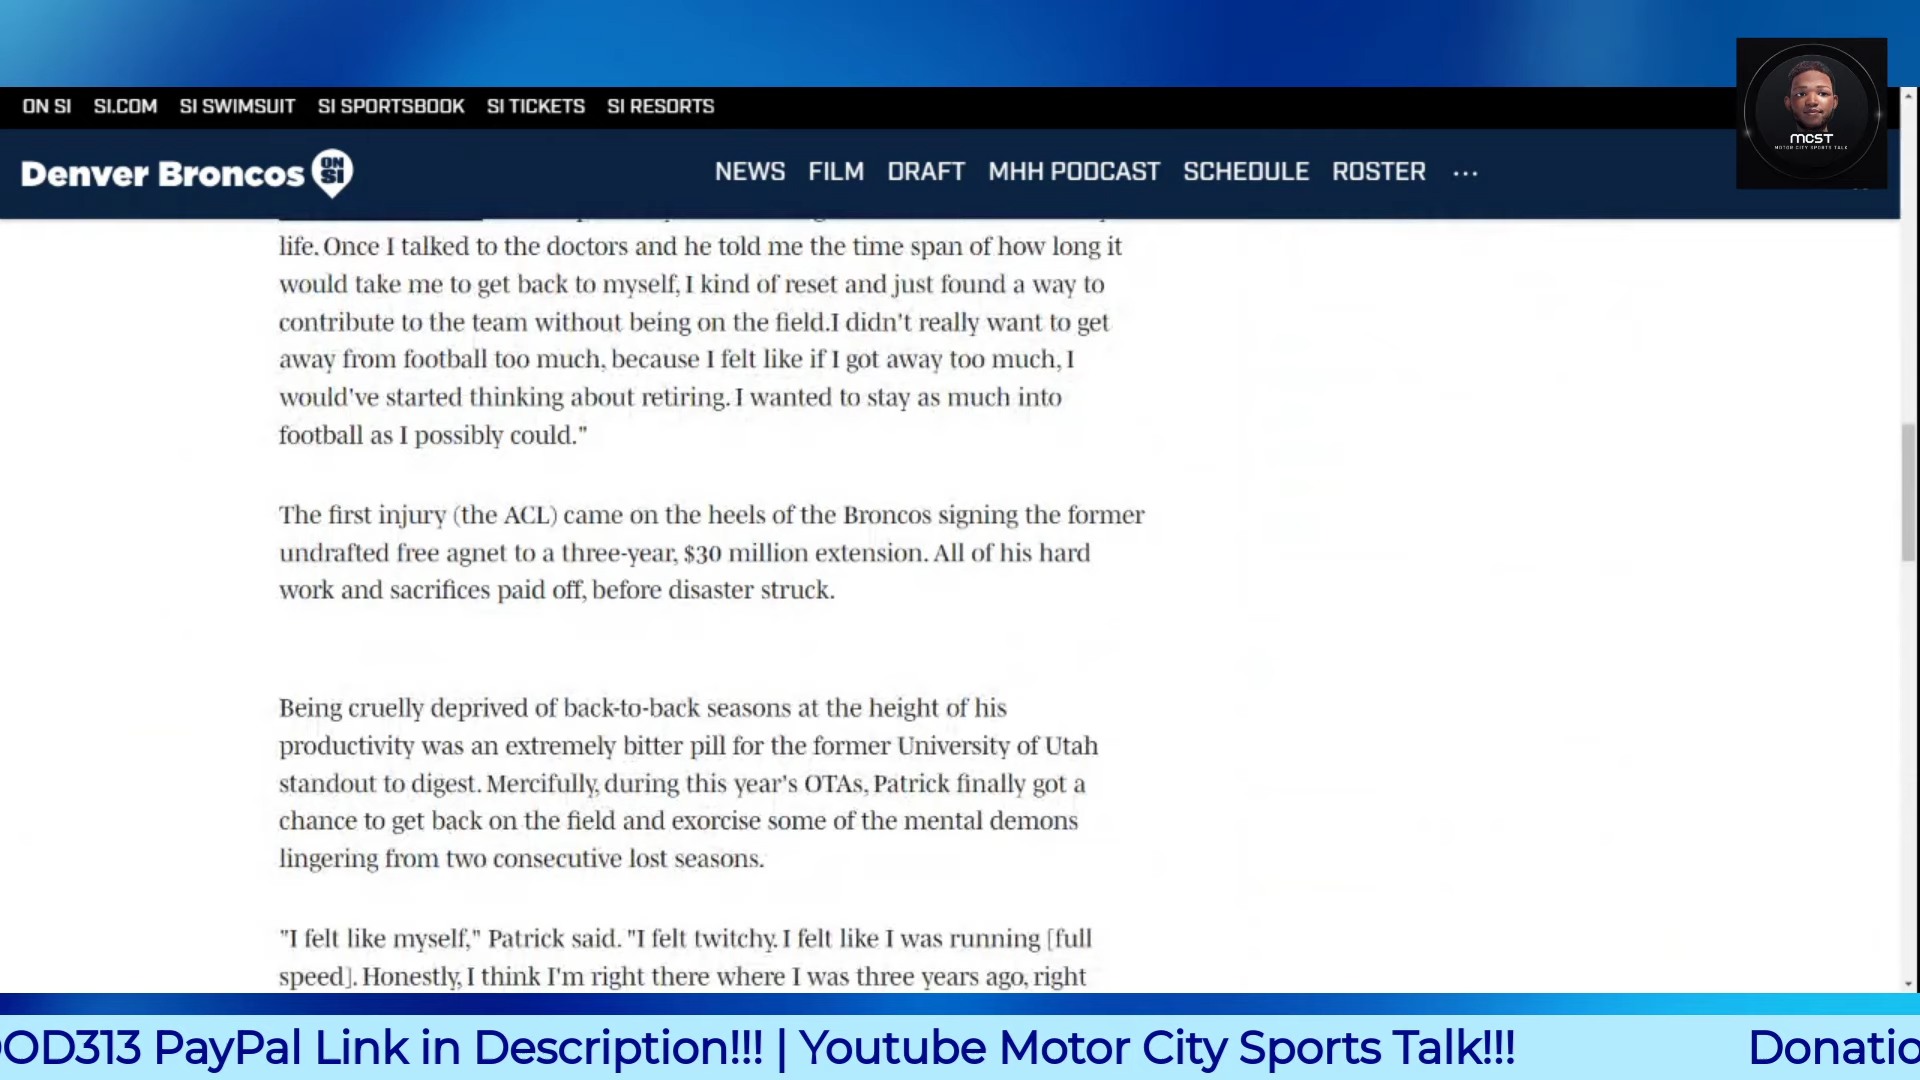 ON SI SI.COM SI SWIMSUIT SI SPORTSBOOK SI TICKETS SI RESORTS
MCST
MOTOR CITY SPORTS TALK
Denver Broncos ON SI NEWS FILM DRAFT MHH PODCAST SCHEDULE ROSTER ...
life. Once I talked to the doctors and he told me the time span of how long it
would take me to get back to myself, I kind of reset and just found a way to
contribute to the team without being on the field.I didn't really want to get
away from football too much, because I felt like if I got away too much, I
would've started thinking about retiring. I wanted to stay as much into
football as I possibly could."
The first injury (the ACL) came on the heels of the Broncos signing the former
undrafted free agnet to a three-year, $30 million extension. All of his hard
work and sacrifices paid off, before disaster struck.
Being cruelly deprived of back-to-back seasons at the height of his
productivity was an extremely bitter pill for the former University of Utah
standout to digest. Mercifully, during this year's OTAs, Patrick finally got a
chance to get back on the field and exorcise some of the mental demons
lingering from two consecutive lost seasons.
"I felt like myself," Patrick said. "I felt twitchy. I felt like I was running [full
speed]. Honestly, I think I'm right there where I was three years ago, right
OD313 PayPal Link in Description!!! | Youtube Motor City Sports Talk!!! Donatio